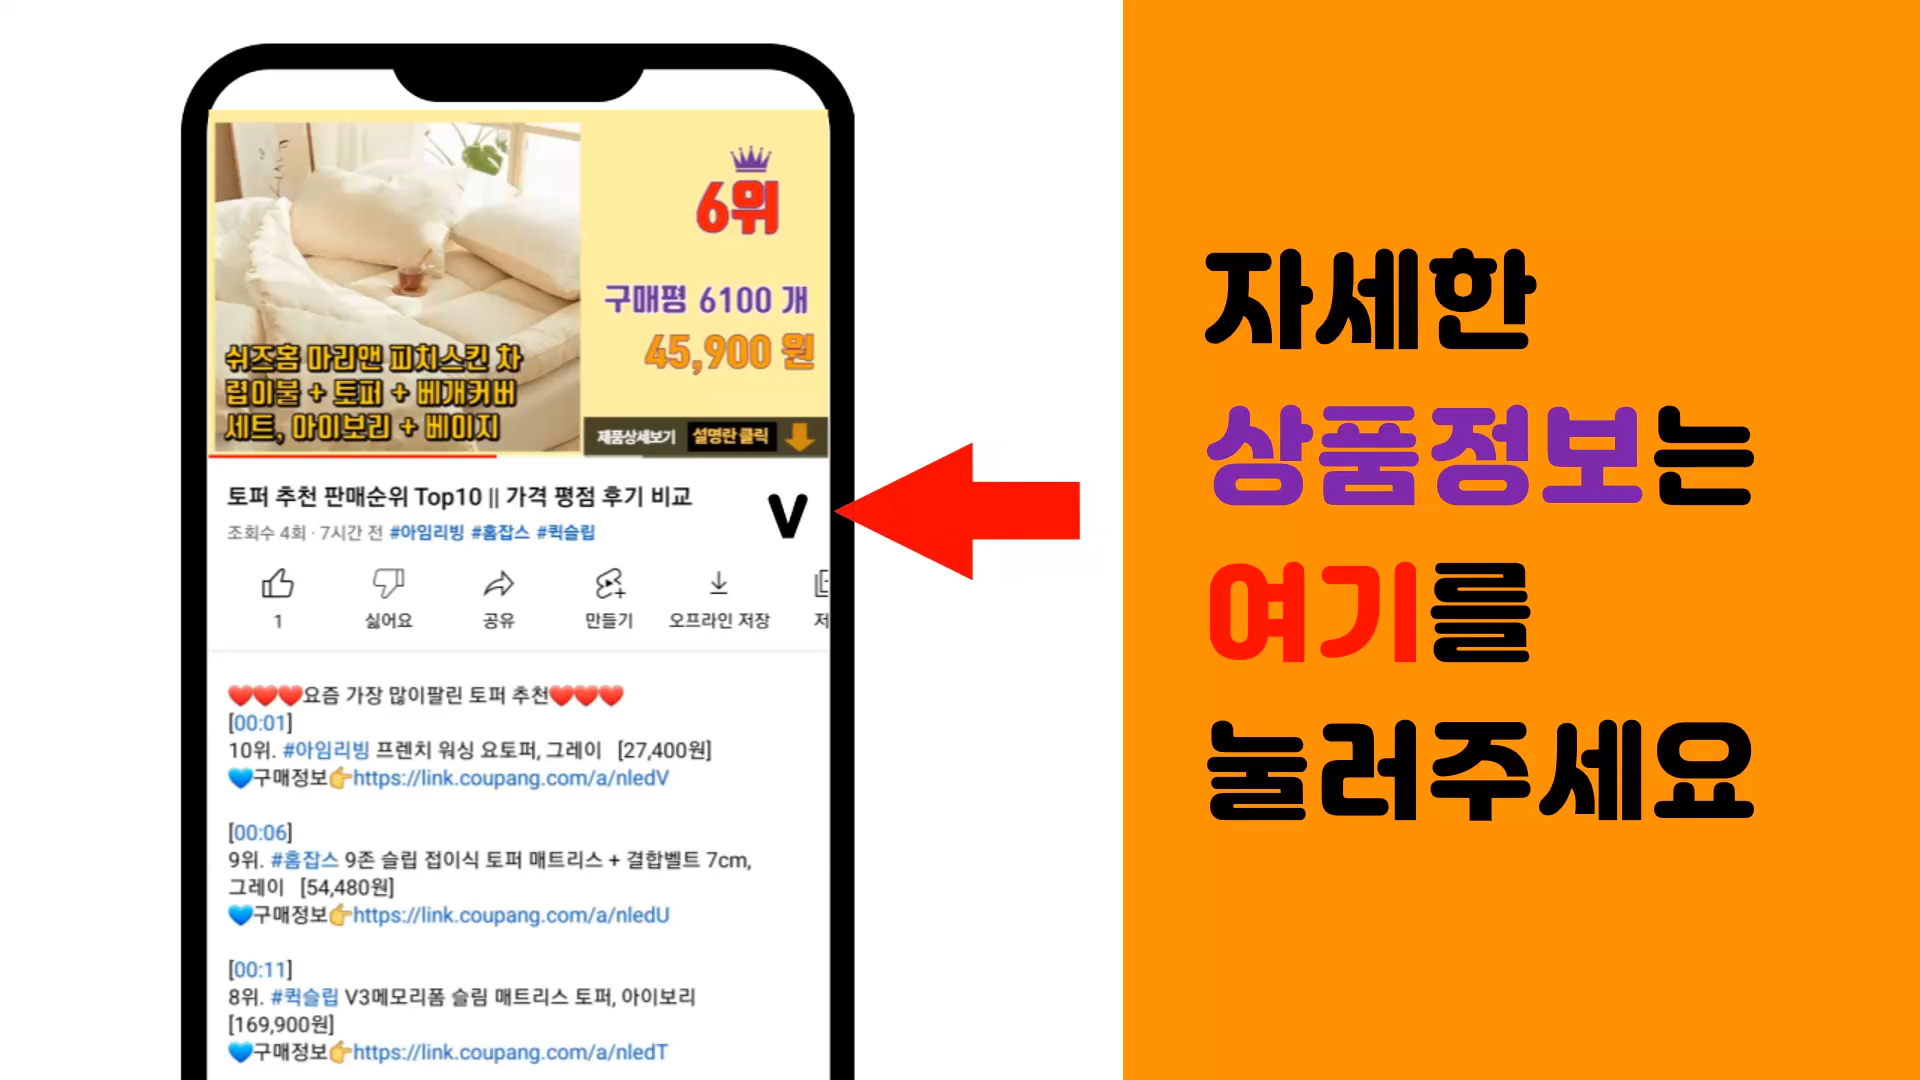 6위
구매평 6100 개
45,900 원
쉬즈홈 마리앤 피치스킨 차
렵이불 + 토퍼 + 베개커버
세트, 아이보리 + 베이지
제품상세보기 설명란 클릭
토퍼 추천 판매순위 Top10 || 가격 평점 후기 비교
조회수 4회 · 7시간 전 #아임리빙 #홈잡스 #퀵슬립
V
1 싫어요 공유 만들기 오프라인 저장 저
❤️❤️❤️요즘 가장 많이팔린 토퍼 추천❤️❤️❤️
[00:01]
10위. #아임리빙 프렌치 워싱 요토퍼, 그레이 [27,400원]
💙구매정보👉https://link.coupang.com/a/nledV
[00:06]
9위. #홈잡스 9존 슬립 접이식 토퍼 매트리스 + 결합벨트 7cm,
그레이 [54,480원]
💙구매정보👉https://link.coupang.com/a/nledU
[00:11]
8위. #퀵슬립 V3메모리폼 슬림 매트리스 토퍼, 아이보리
[169,900원]
💙구매정보👉https://link.coupang.com/a/nledT
자세한
상품정보는
여기를
눌러주세요